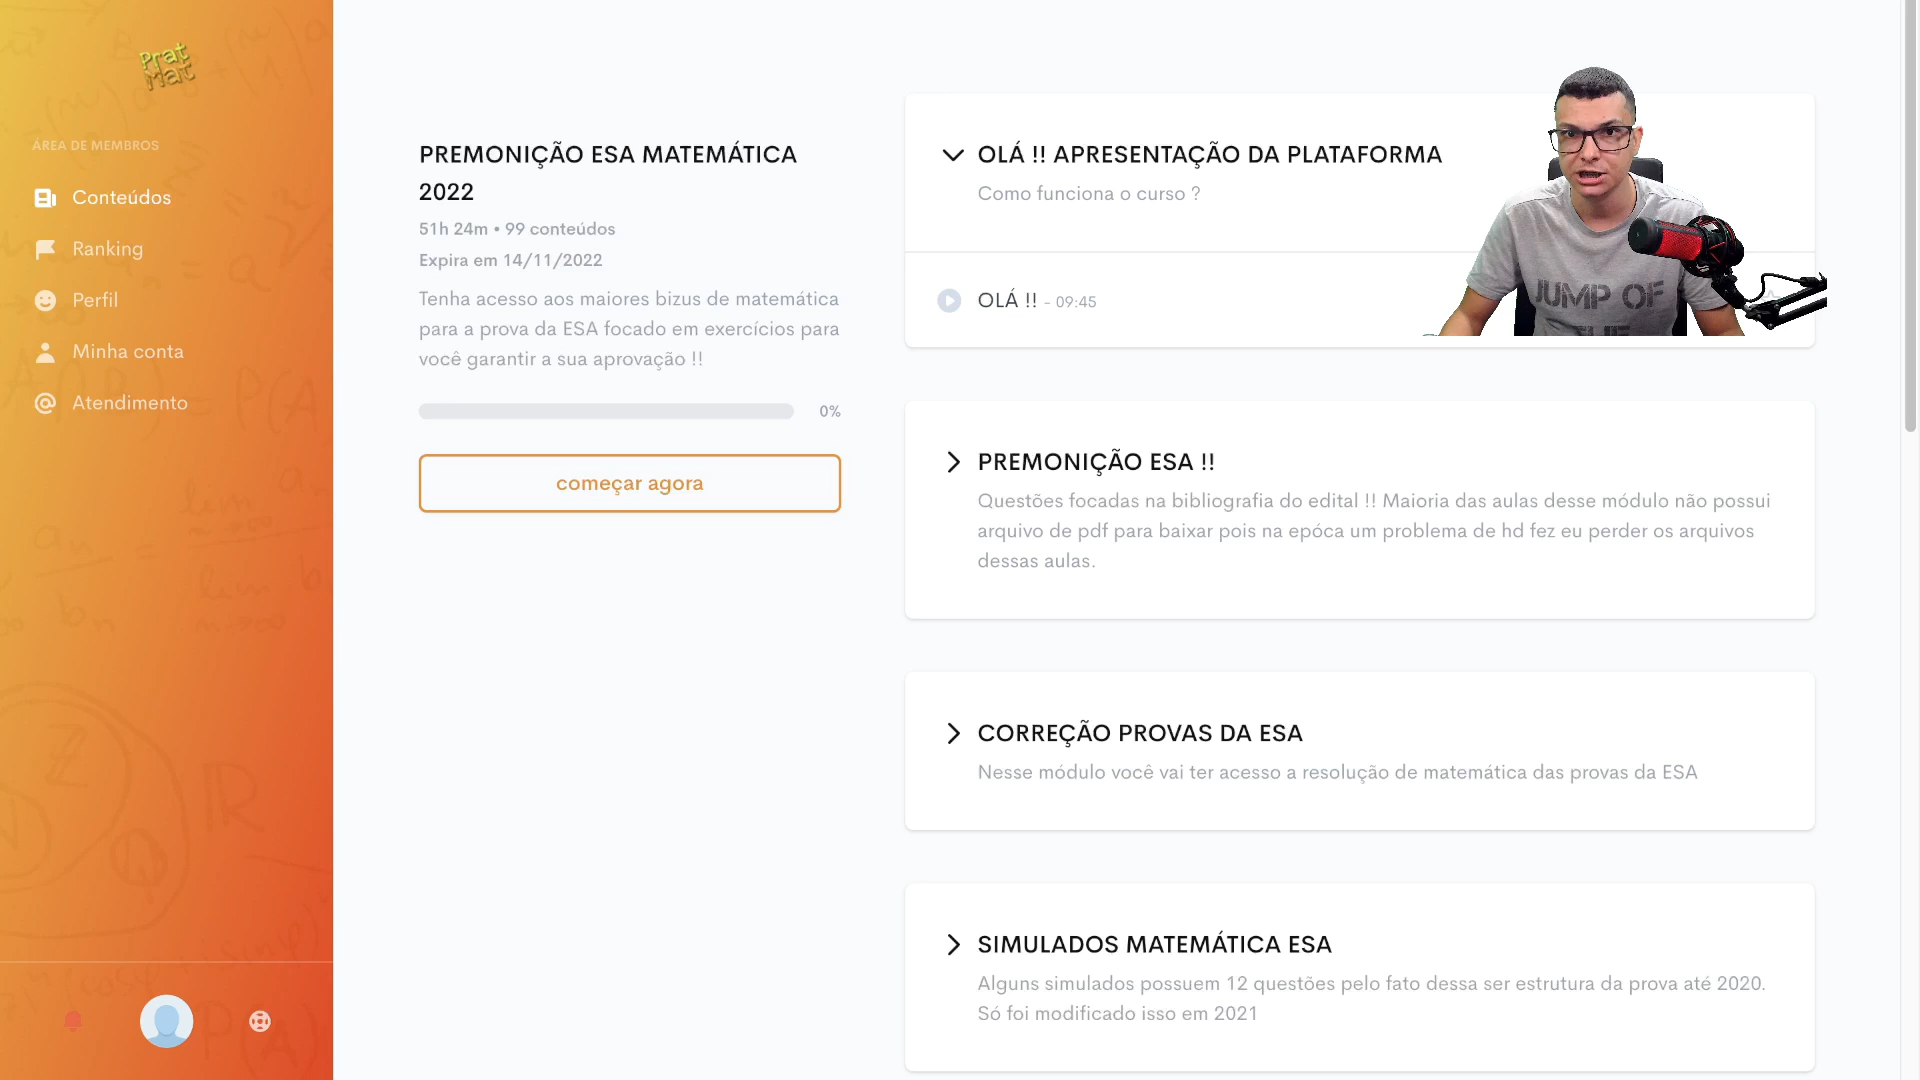 Prat
Mat
ÁREA DE MEMBROS
Conteúdos
Ranking
Perfil
Minha conta
Atendimento
PREMONIÇÃO ESA MATEMÁTICA
2022
51h 24m • 99 conteúdos
Expira em 14/11/2022
Tenha acesso aos maiores bizus de matemática
para a prova da ESA focado em exercícios para
você garantir a sua aprovação !!
0%
começar agora
OLÁ !! APRESENTAÇÃO DA PLATAFORMA
Como funciona o curso ?
OLÁ !! - 09:45
JUMP OF
THE
PREMONIÇÃO ESA !!
Questões focadas na bibliografia do edital !! Maioria das aulas desse módulo não possui
arquivo de pdf para baixar pois na epóca um problema de hd fez eu perder os arquivos
dessas aulas.
CORREÇÃO PROVAS DA ESA
Nesse módulo você vai ter acesso a resolução de matemática das provas da ESA
SIMULADOS MATEMÁTICA ESA
Alguns simulados possuem 12 questões pelo fato dessa ser estrutura da prova até 2020.
Só foi modificado isso em 2021